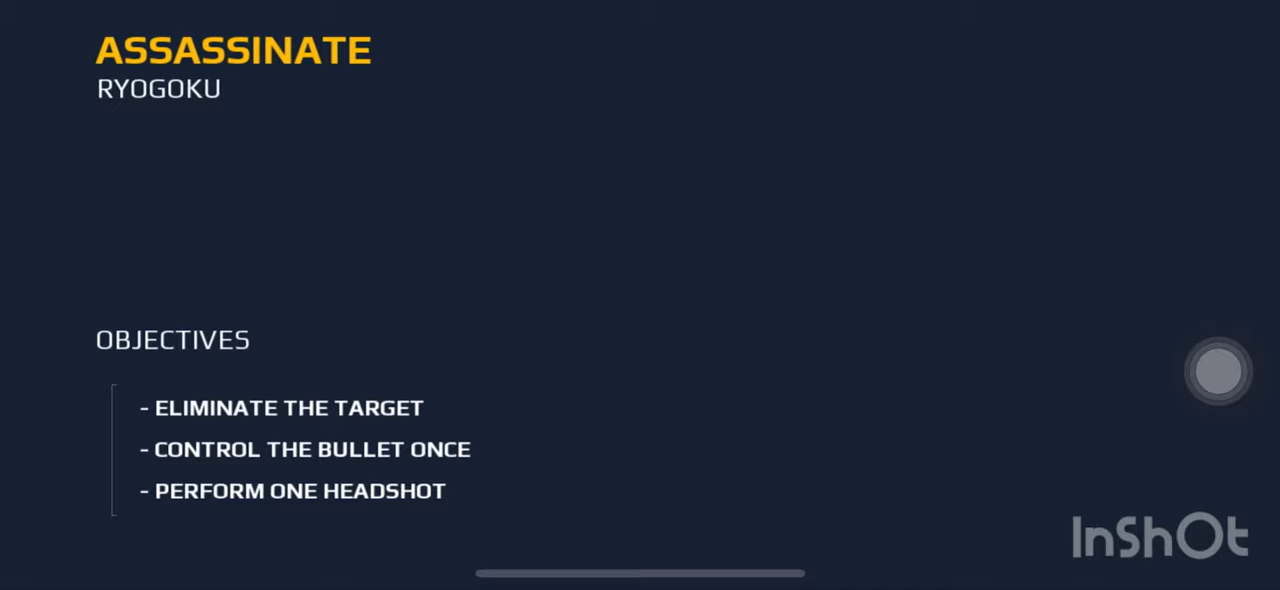 ASSASSINATE
RYOGOKU
OBJECTIVES
- ELIMINATE THE TARGET
- CONTROL THE BULLET ONCE
- PERFORM ONE HEADSHOT
InShOt